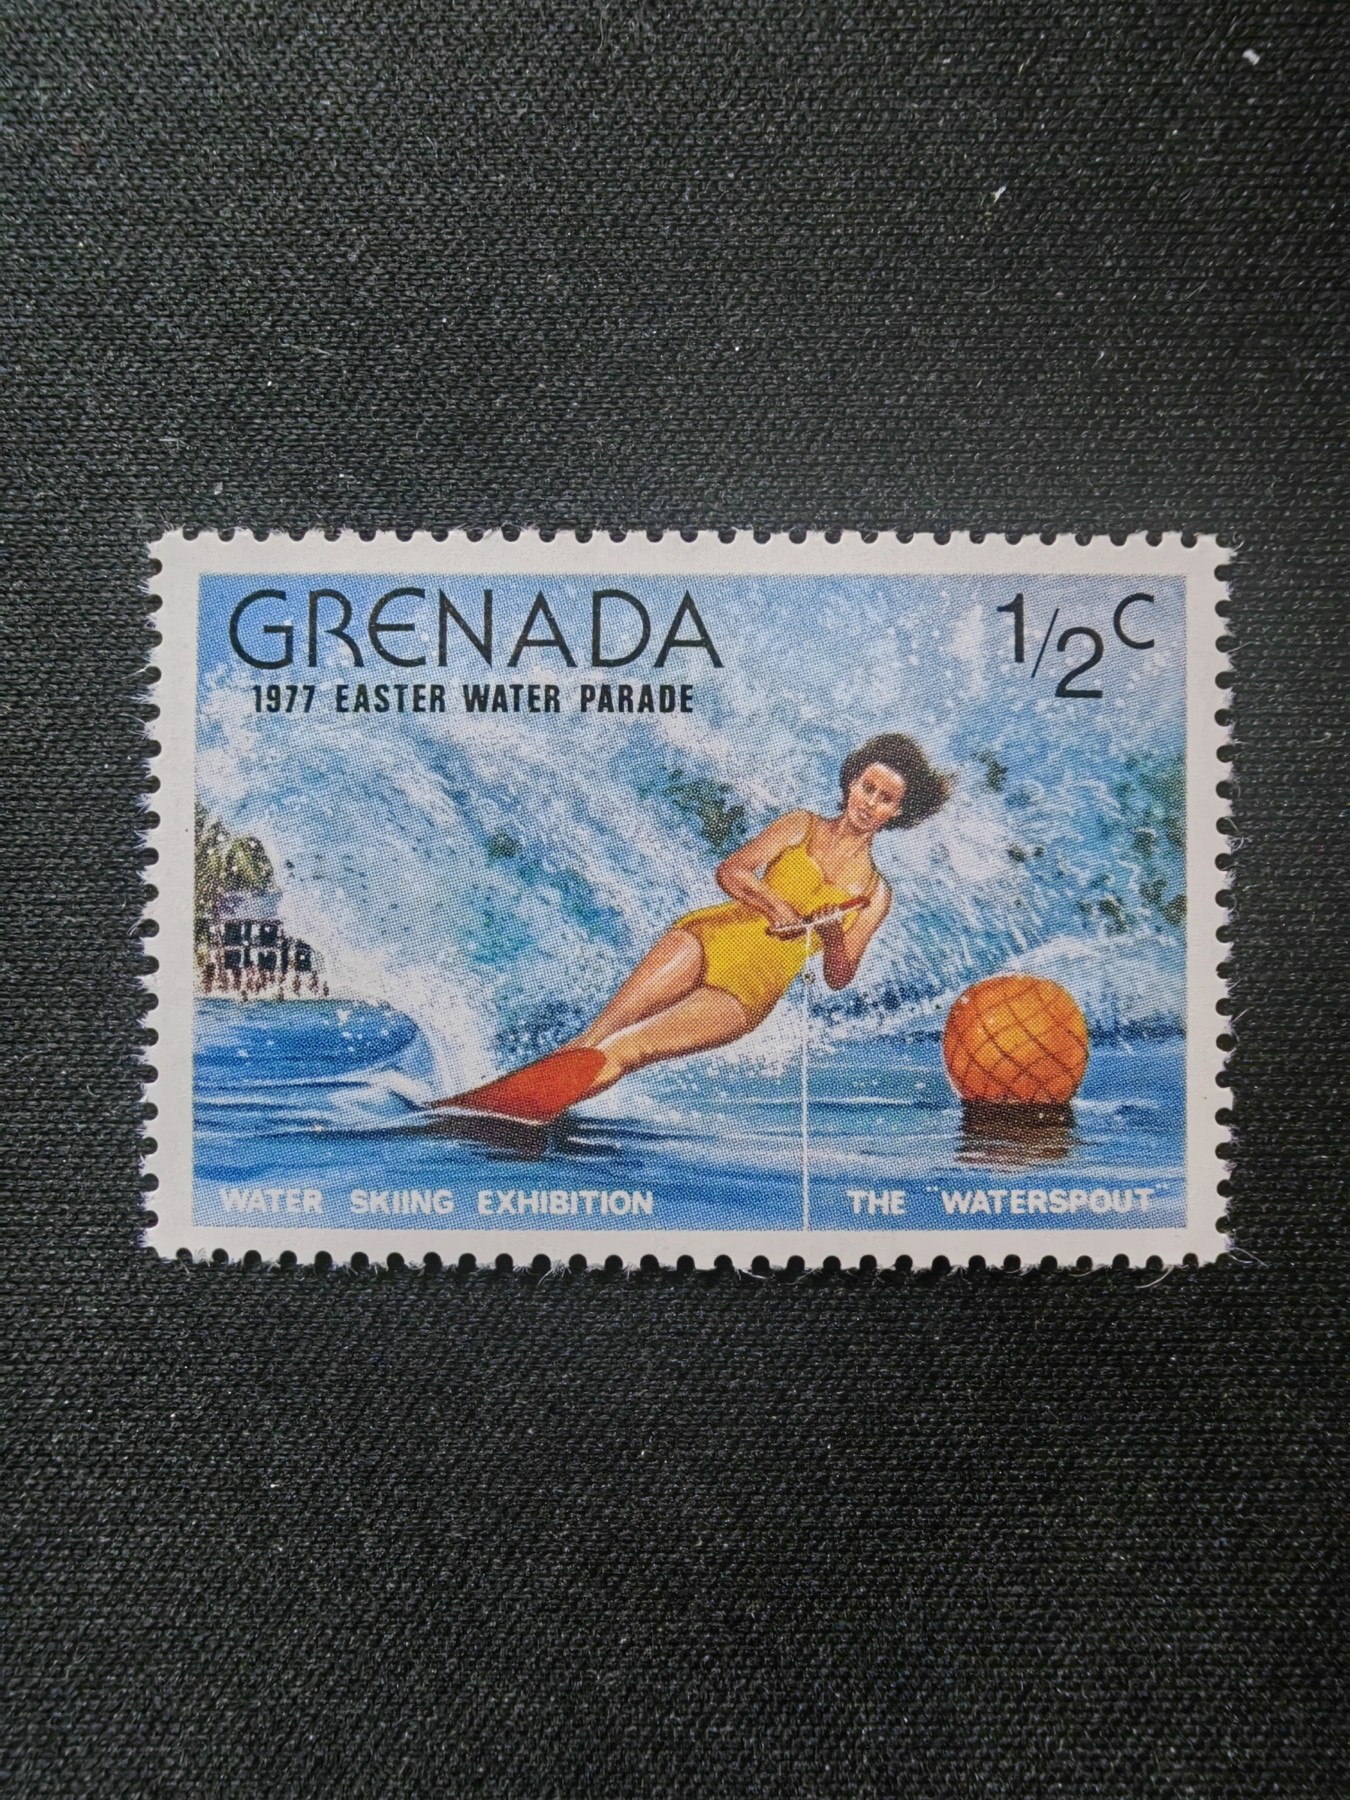 GRENADA 1/2c
1977 EASTER WATER PARADE
WATER SKIING EXHIBITION THE "WATERSPOUT"